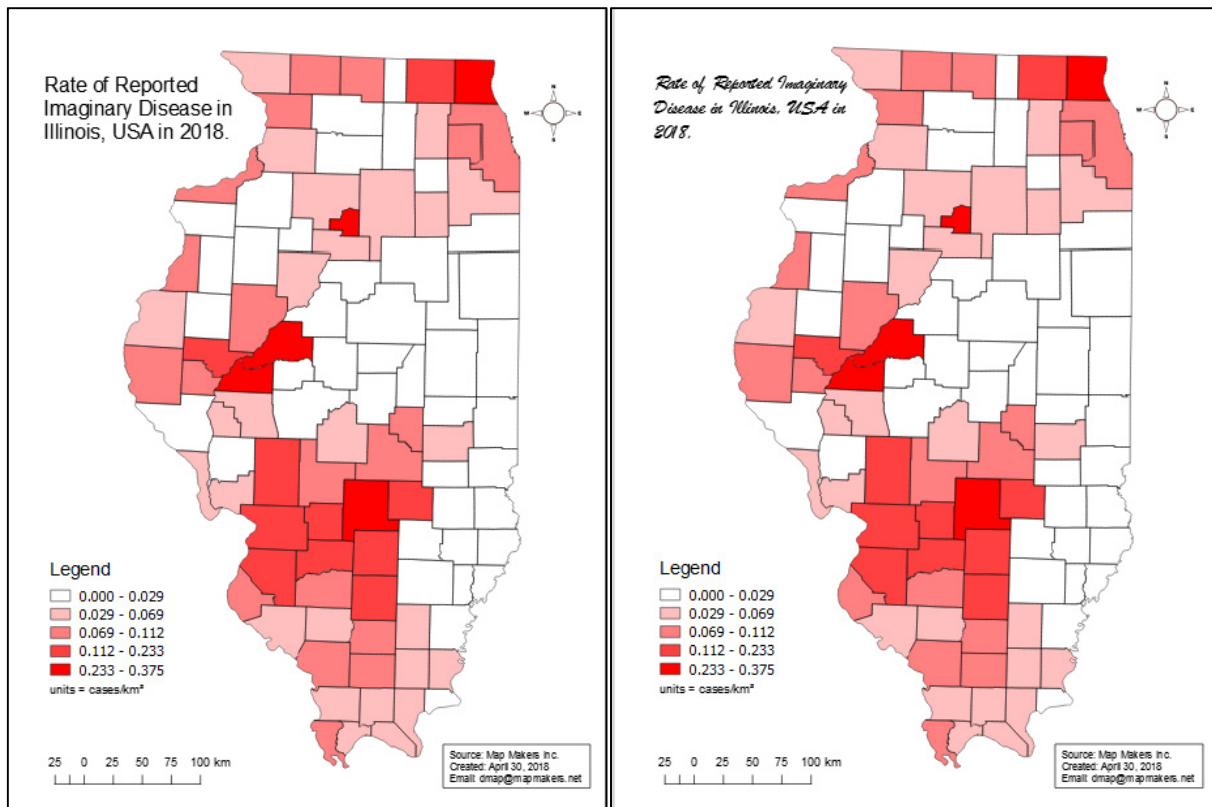 Rate of Reported
Imaginary Disease in
Illinois, USA in 2018.
N
W
E
S
Legend
0.000 - 0.029
0.029 - 0.069
0.069 - 0.112
0.112 - 0.233
0.233 - 0.375
units = cases/km²
25 0 25 50 75 100 km
Source: Map Makers Inc.
Created: April 30, 2018
Email: dmap@mapmakers.net
Rate of Reported Imaginary
Disease in Illinois, USA in
2018.
N
W
E
S
Legend
0.000 - 0.029
0.029 - 0.069
0.069 - 0.112
0.112 - 0.233
0.233 - 0.375
units = cases/km²
25 0 25 50 75 100 km
Source: Map Makers Inc.
Created: April 30, 2018
Email: dmap@mapmakers.net